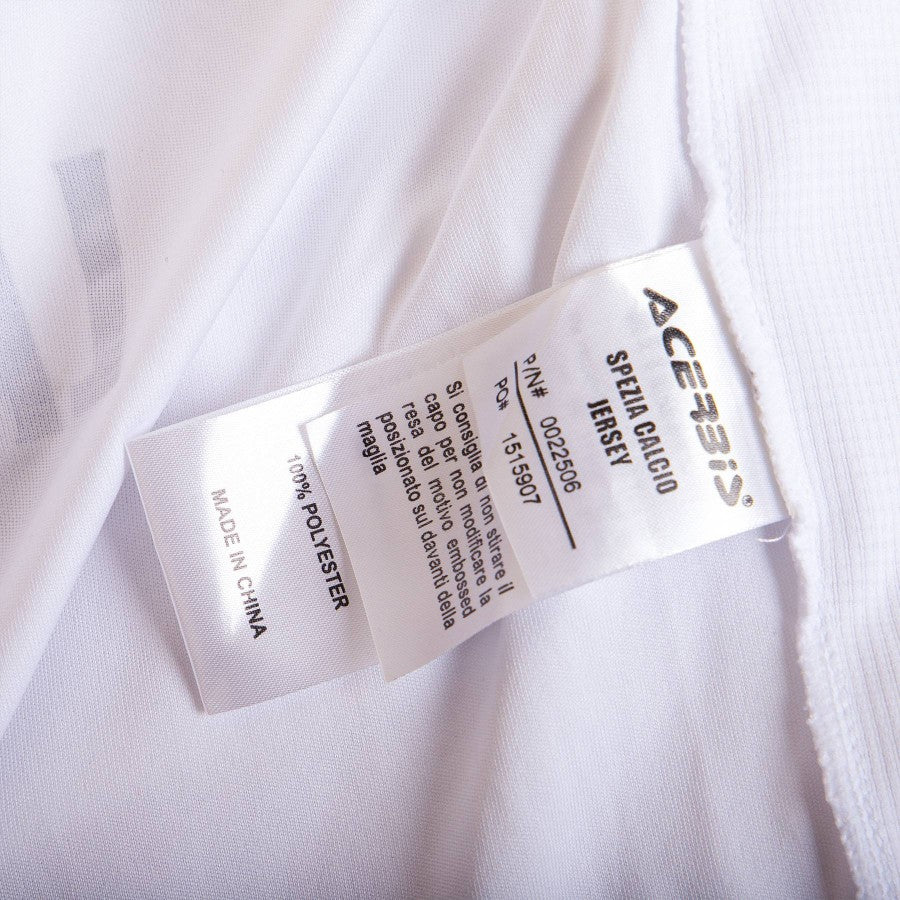 ACERBIS®
SPEZIA CALCIO
JERSEY
P/N# 0022506
PO# 1515907
Si consiglia di non stirare il
capo per non modificare la
resa del motivo embossed
posizionato sul davanti della
maglia
100% POLYESTER
MADE IN CHINA